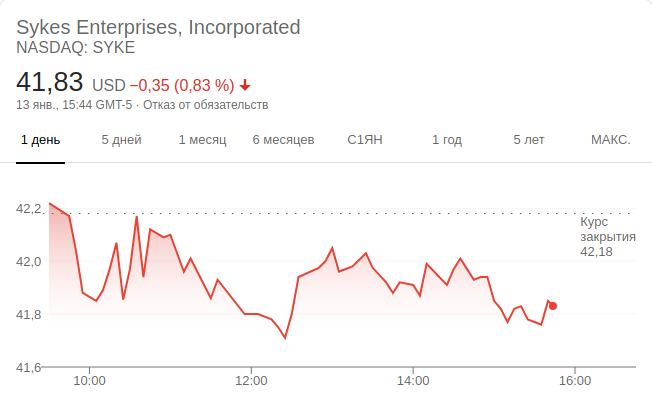 Sykes Enterprises, Incorporated
NASDAQ: SYKE
41,83 USD −0,35 (0,83 %)
13 янв., 15:44 GMT-5 · Отказ от обязательств
1 день 5 дней 1 месяц 6 месяцев С1ЯН 1 год 5 лет МАКС.
42,2
Курс
закрытия
42,18
42,0
41,8
41,6
10:00 12:00 14:00 16:00